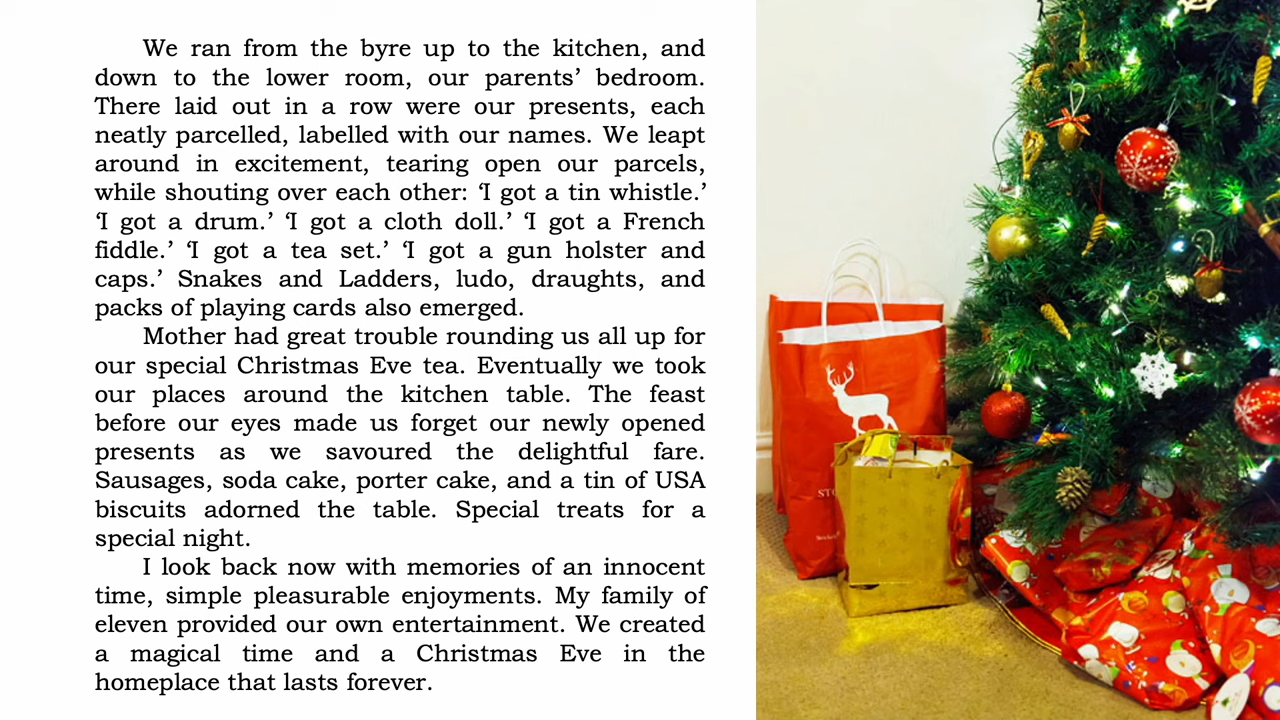 We ran from the byre up to the kitchen, and
down to the lower room, our parents’ bedroom.
There laid out in a row were our presents, each
neatly parcelled, labelled with our names. We leapt
around in excitement, tearing open our parcels,
while shouting over each other: ‘I got a tin whistle.’
‘I got a drum.’ ‘I got a cloth doll.’ ‘I got a French
fiddle.’ ‘I got a tea set.’ ‘I got a gun holster and
caps.’ Snakes and Ladders, ludo, draughts, and
packs of playing cards also emerged.
Mother had great trouble rounding us all up for
our special Christmas Eve tea. Eventually we took
our places around the kitchen table. The feast
before our eyes made us forget our newly opened
presents as we savoured the delightful fare.
Sausages, soda cake, porter cake, and a tin of USA
biscuits adorned the table. Special treats for a
special night.
I look back now with memories of an innocent
time, simple pleasurable enjoyments. My family of
eleven provided our own entertainment. We created
a magical time and a Christmas Eve in the
homeplace that lasts forever.